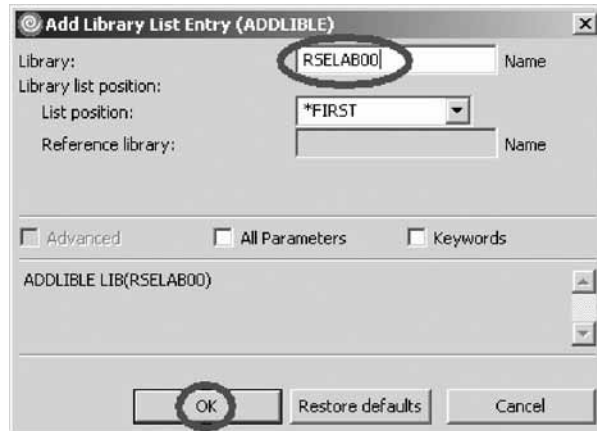 Add Library List Entry (ADDLIBLE)
Library: RSELAB00 Name
Library list position:
List position: *FIRST
Reference library: Name
Advanced All Parameters Keywords
ADDLIBLE LIB(RSELAB00)
OK Restore defaults Cancel